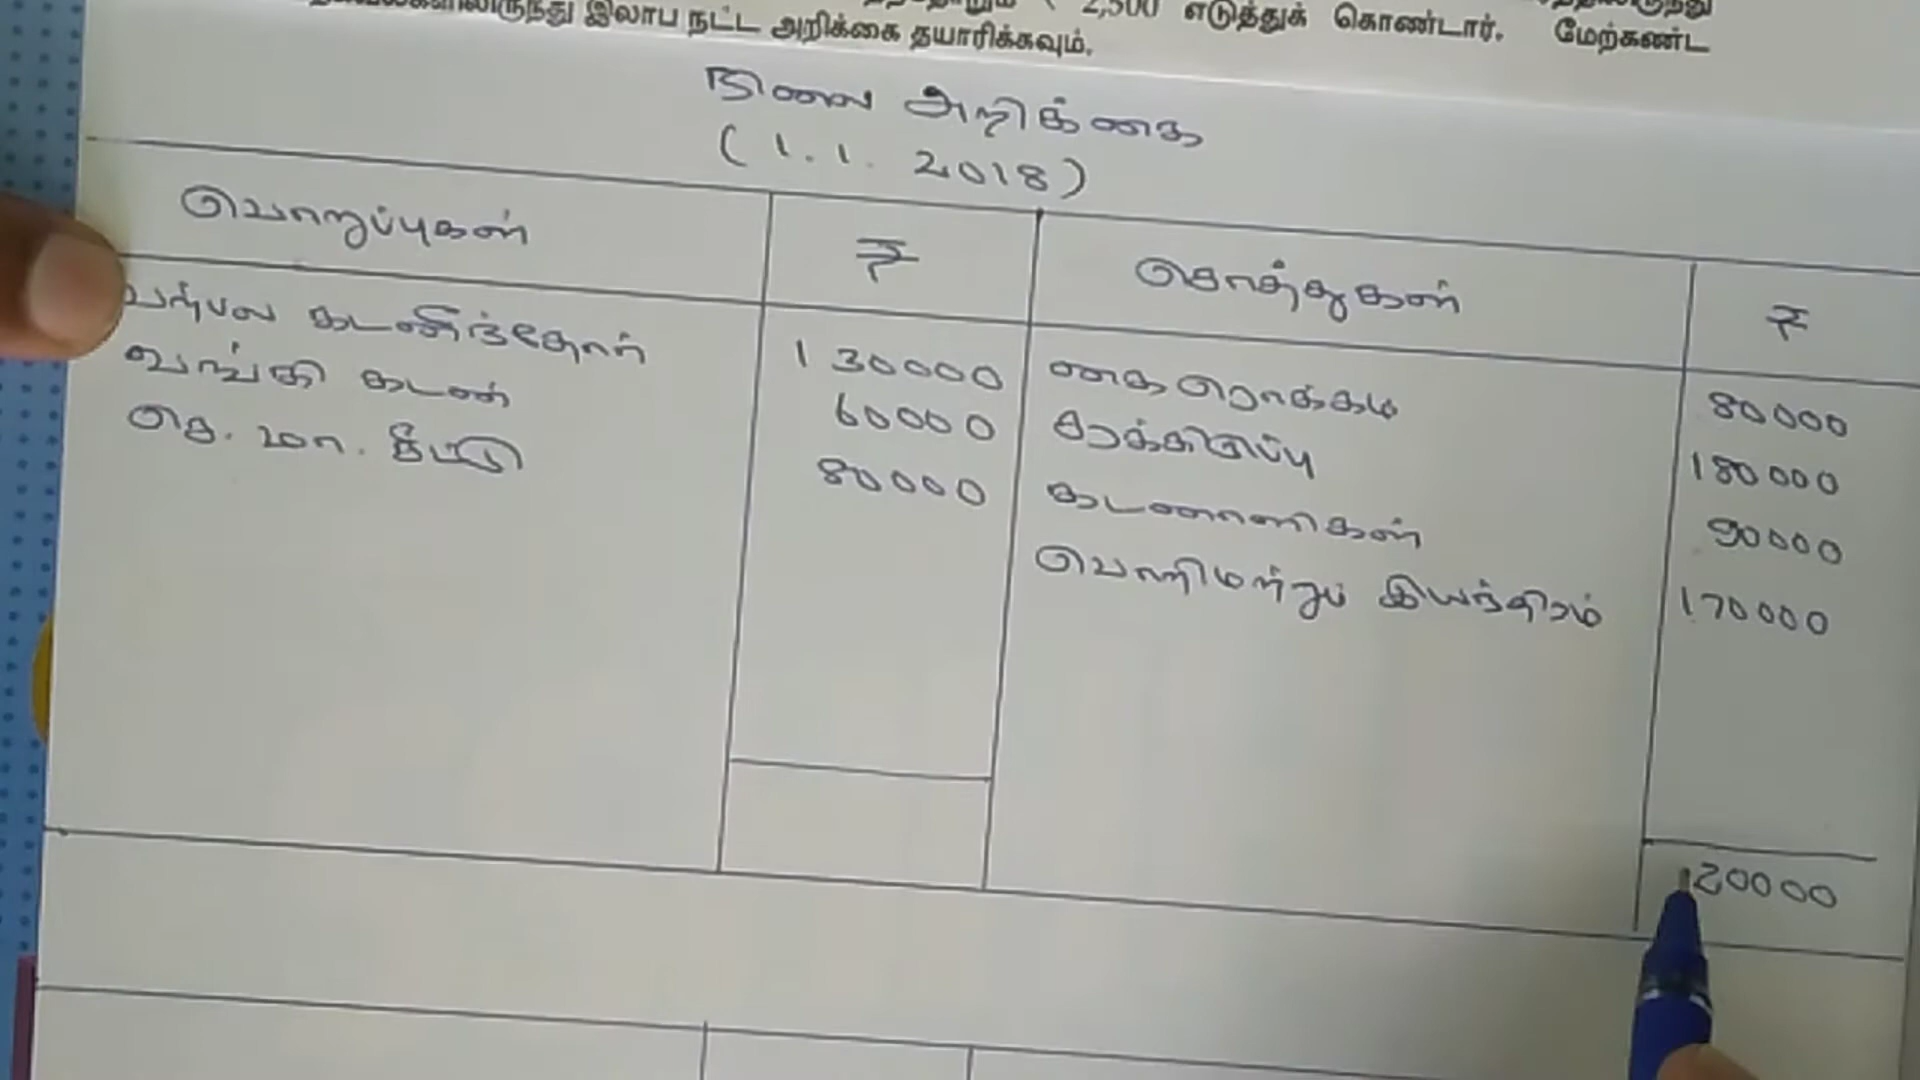 2,500 எடுத்துக் கொண்டார். மேற்கண்ட
இலாப நட்ட அறிக்கை தயாரிக்கவும்.
நிலை அறிக்கை
(1.1.2018)
பொறுப்புகள் ₹ சொத்துகள் ₹
பற்பல கடனீந்தோர் 130000 கைரொக்கம் 80000
வங்கி கடன் 60000 சரக்கிருப்பு 180000
செ.மா.சீட்டு 80000 கடனாளிகள் 90000
பொறிமற்றும் இயந்திரம் 170000
20000